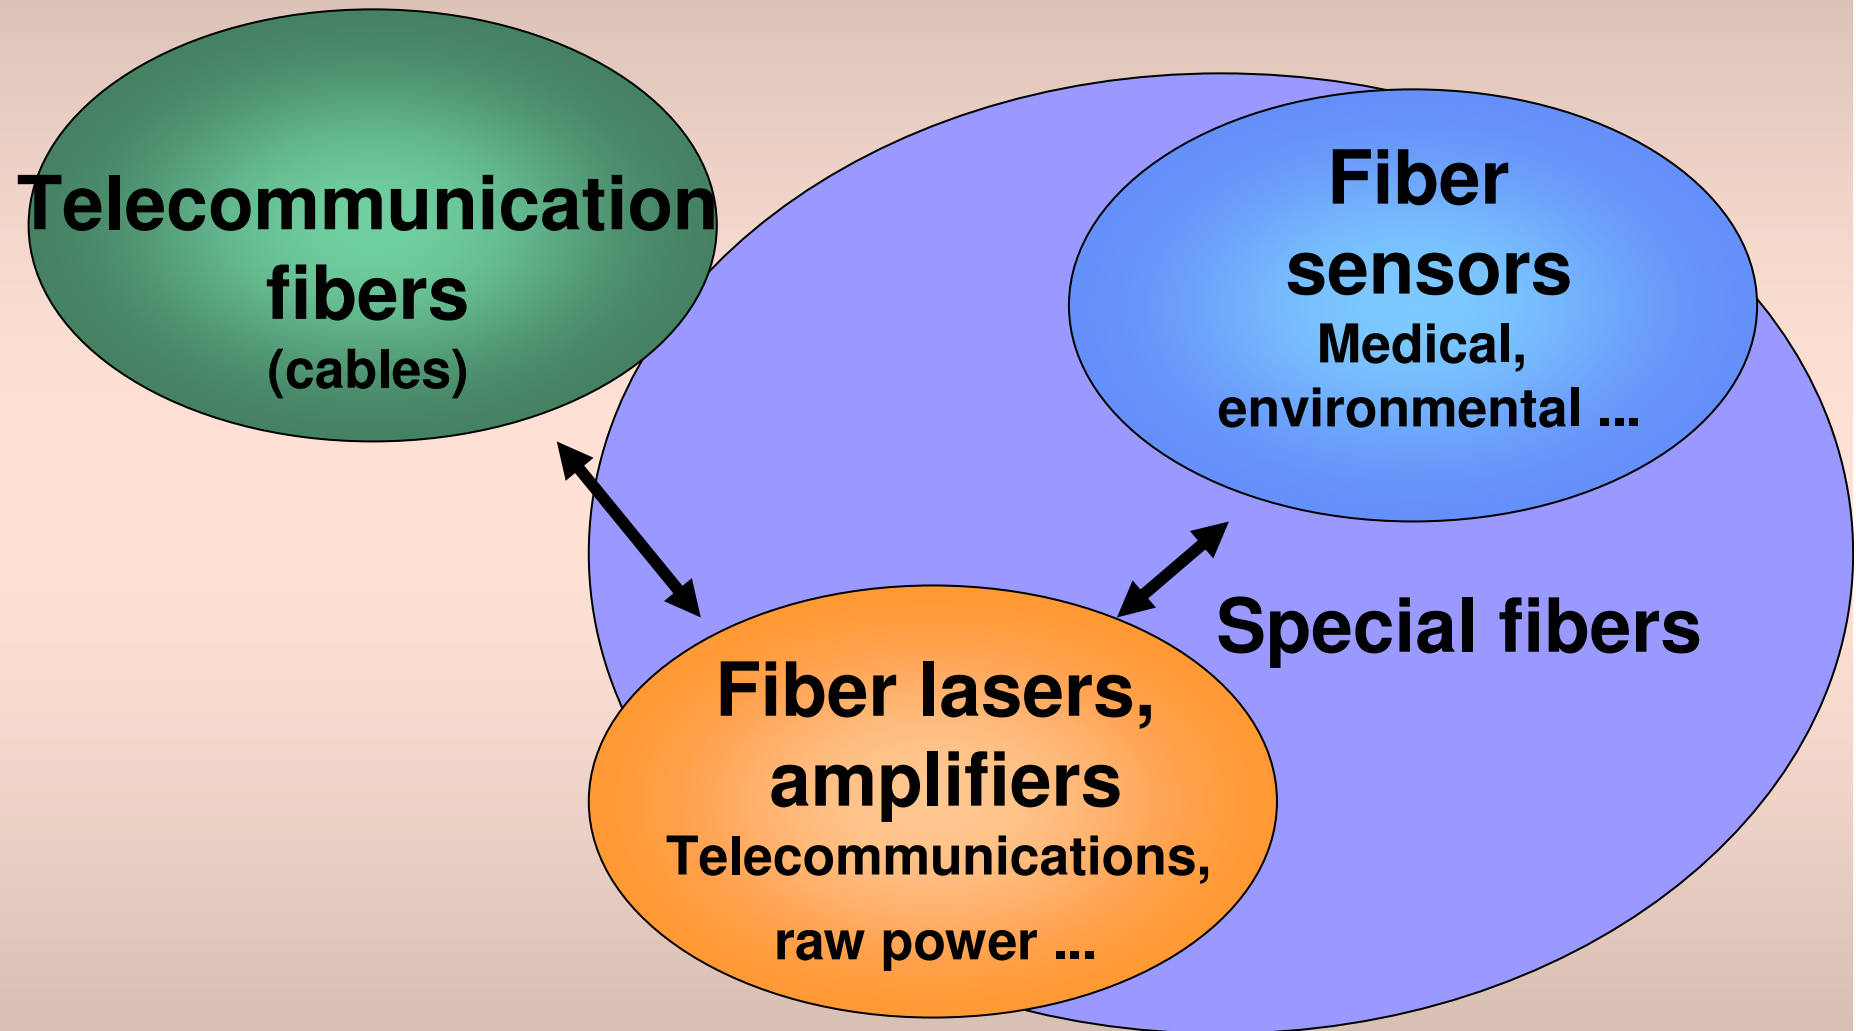 Telecommunication
fibers
(cables)
Fiber
sensors
Medical,
environmental ...
Special fibers
Fiber lasers,
amplifiers
Telecommunications,
raw power ...